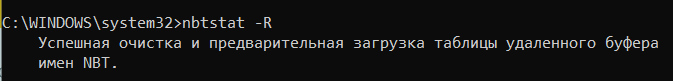 C:\WINDOWS\system32>nbtstat -R
Успешная очистка и предварительная загрузка таблицы удаленного буфера
имен NBT.